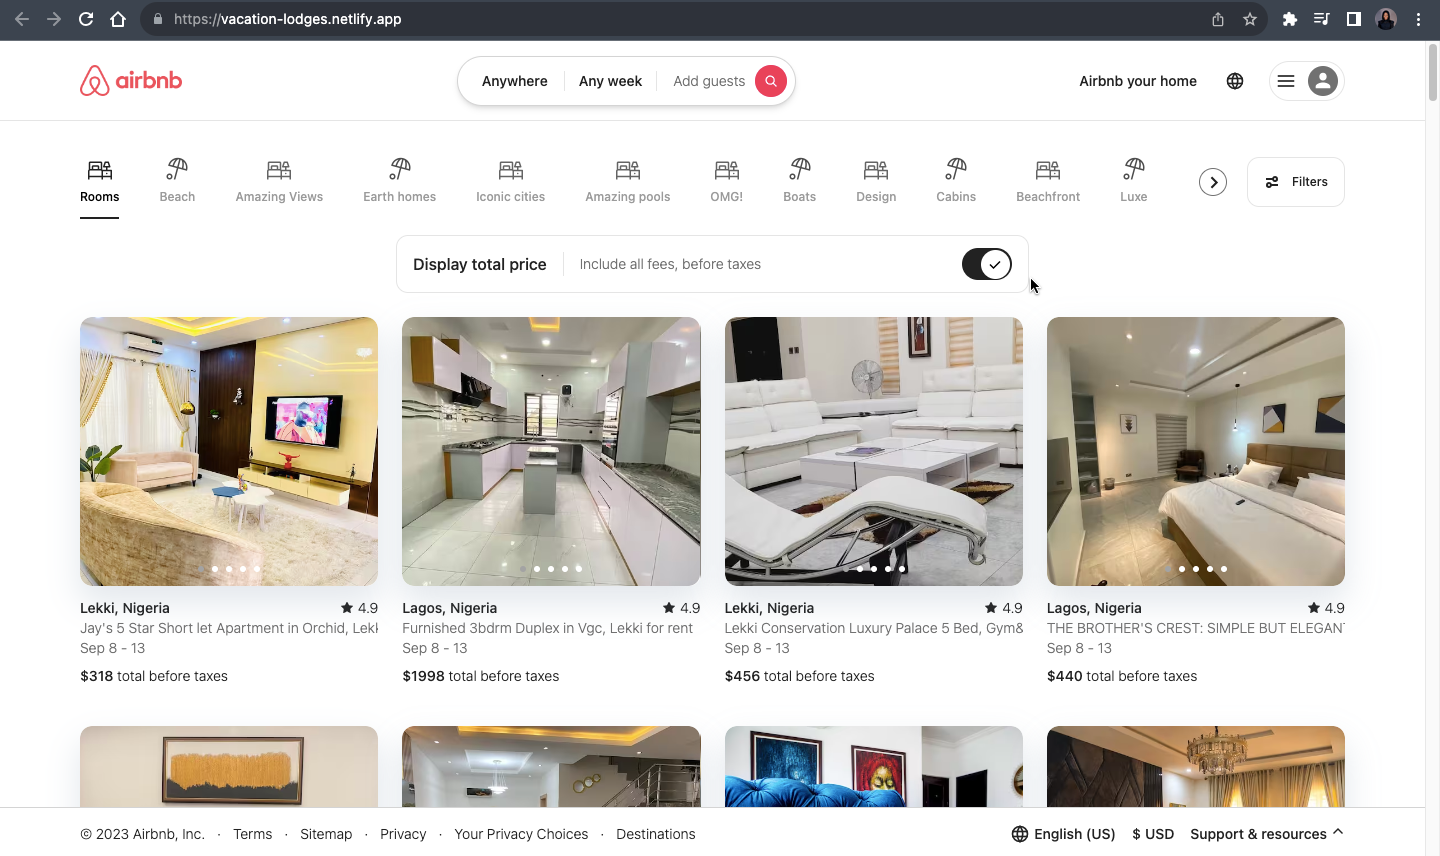 https://vacation-lodges.netlify.app
airbnb
Anywhere
Any week
Add guests
Airbnb your home
Rooms
Beach
Amazing Views
Earth homes
Iconic cities
Amazing pools
OMG!
Boats
Design
Cabins
Beachfront
Luxe
Filters
Display total price
Include all fees, before taxes
Lekki, Nigeria
4.9
Jay's 5 Star Short let Apartment in Orchid, Lekk
Sep 8 - 13
$318 total before taxes
Lagos, Nigeria
4.9
Furnished 3bdrm Duplex in Vgc, Lekki for rent
Sep 8 - 13
$1998 total before taxes
Lekki, Nigeria
4.9
Lekki Conservation Luxury Palace 5 Bed, Gym&
Sep 8 - 13
$456 total before taxes
Lagos, Nigeria
4.9
THE BROTHER'S CREST: SIMPLE BUT ELEGANT
Sep 8 - 13
$440 total before taxes
© 2023 Airbnb, Inc. · Terms · Sitemap · Privacy · Your Privacy Choices · Destinations
English (US)
$ USD
Support & resources